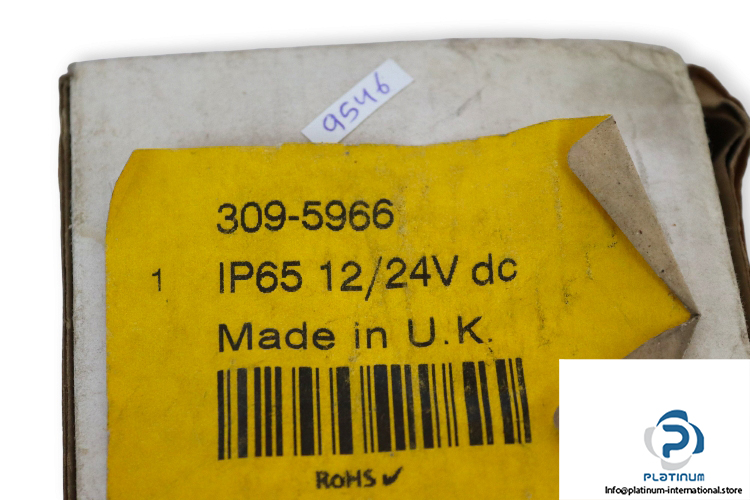 9546
309-5966
1 IP65 12/24V dc
Made in U.K.
RoHS ✔
PLATINUM
Info@platinum-international.store